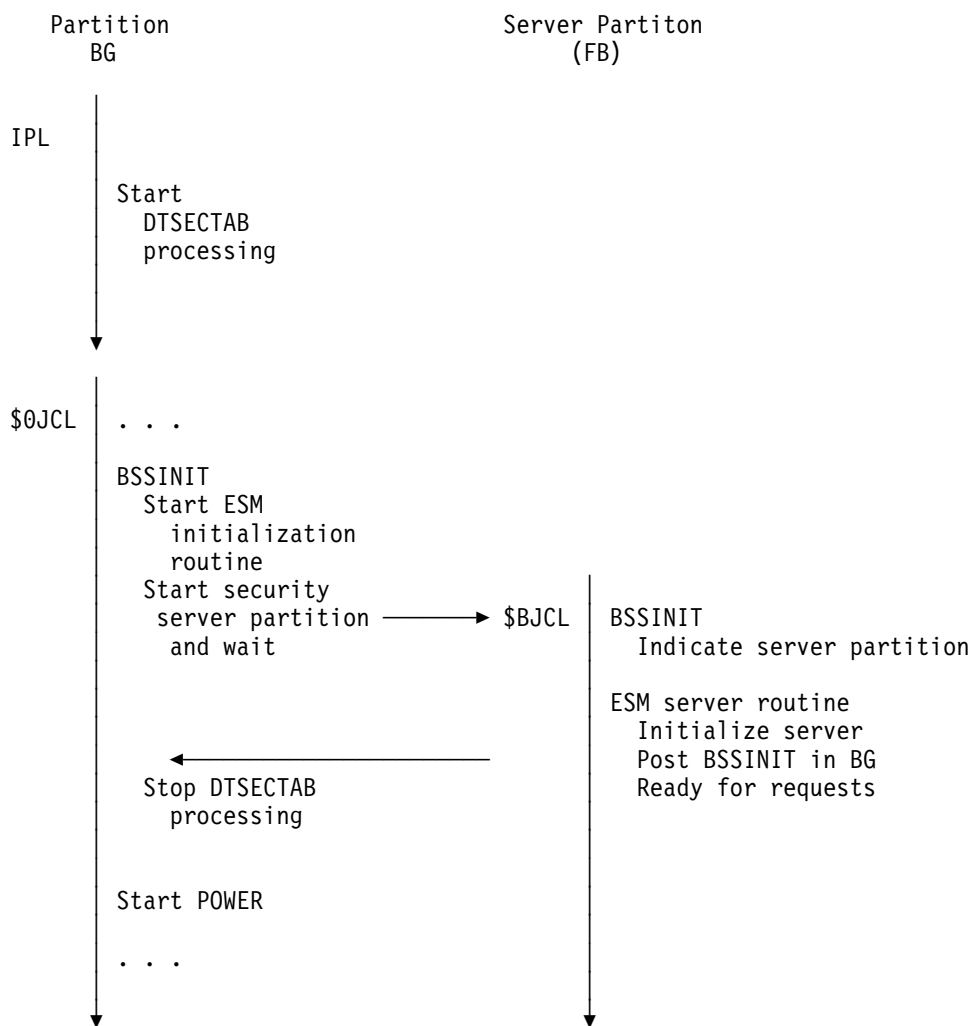 Partition
BG
Server Partiton
(FB)
IPL
Start
DTSECTAB
processing
$0JCL
. . .
BSSINIT
Start ESM
initialization
routine
Start security
server partition
and wait
$BJCL
BSSINIT
Indicate server partition
ESM server routine
Initialize server
Post BSSINIT in BG
Ready for requests
Stop DTSECTAB
processing
Start POWER
. . .